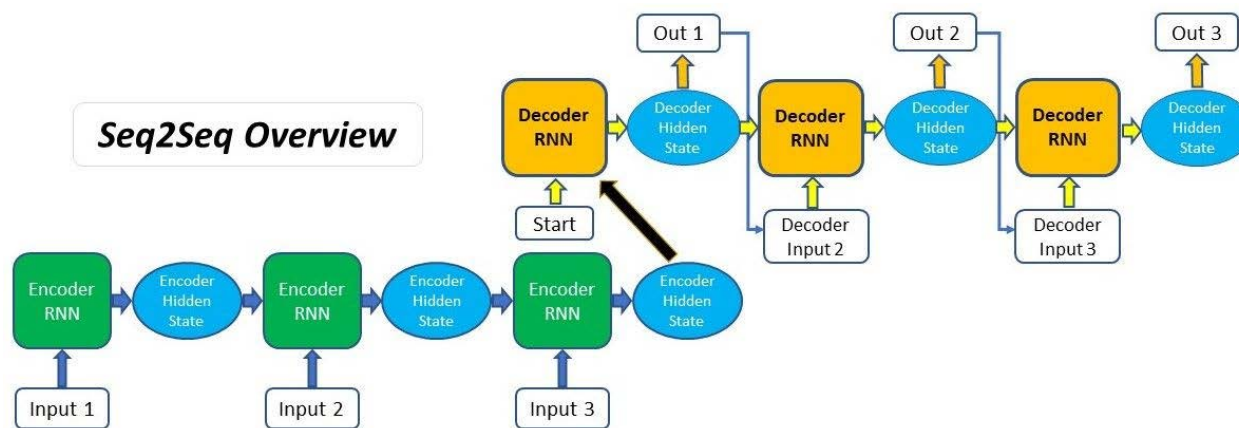 Out 1
Out 2
Out 3
Seq2Seq Overview
Decoder
RNN
Decoder
Hidden
State
Decoder
RNN
Decoder
Hidden
State
Decoder
RNN
Decoder
Hidden
State
Start
Decoder
Input 2
Decoder
Input 3
Encoder
RNN
Encoder
Hidden
State
Encoder
RNN
Encoder
Hidden
State
Encoder
RNN
Encoder
Hidden
State
Input 1
Input 2
Input 3